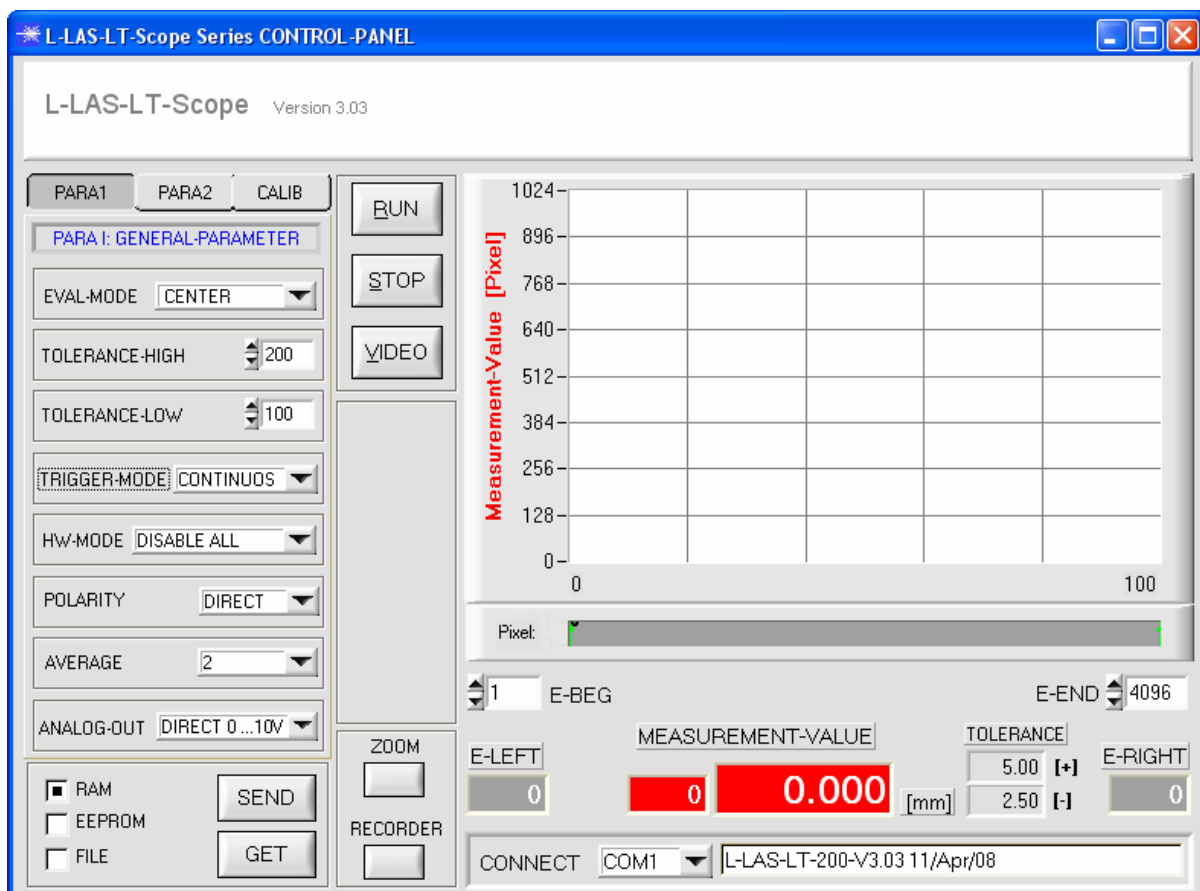 L-LAS-LT-Scope Series CONTROL-PANEL
L-LAS-LT-Scope Version 3.03
PARA1 PARA2 CALIB
PARA I: GENERAL-PARAMETER
EVAL-MODE CENTER
TOLERANCE-HIGH 200
TOLERANCE-LOW 100
TRIGGER-MODE CONTINUOS
HW-MODE DISABLE ALL
POLARITY DIRECT
AVERAGE 2
ANALOG-OUT DIRECT 0...10V
RAM
EEPROM
FILE
SEND
GET
RUN
STOP
VIDEO
ZOOM
RECORDER
Measurement-Value [Pixel]
1024
896
768
640
512
384
256
128
0
0 100
Pixel:
1 E-BEG
E-END 4096
E-LEFT
0
MEASUREMENT-VALUE
0 0.000 [mm]
TOLERANCE
5.00 [+]
2.50 [-]
E-RIGHT
0
CONNECT COM1 L-LAS-LT-200-V3.03 11/Apr/08